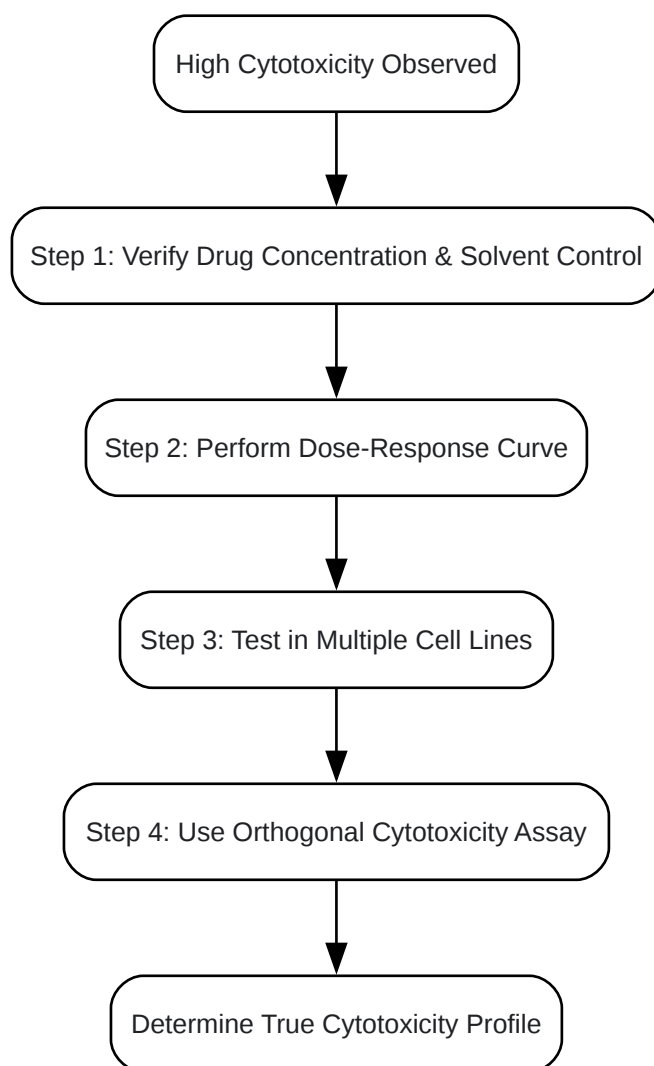 High Cytotoxicity Observed
Step 1: Verify Drug Concentration & Solvent Control
Step 2: Perform Dose-Response Curve
Step 3: Test in Multiple Cell Lines
Step 4: Use Orthogonal Cytotoxicity Assay
Determine True Cytotoxicity Profile